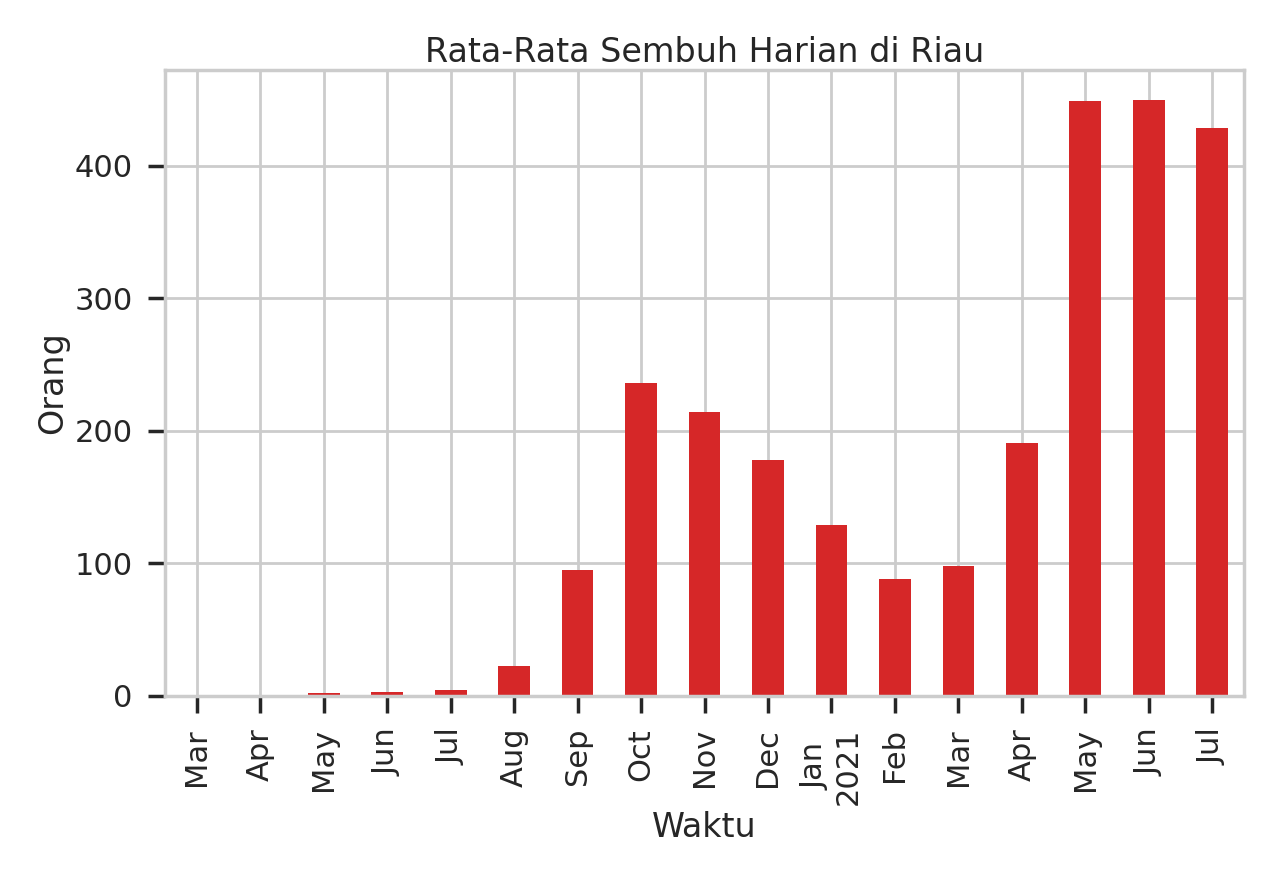 Rata-Rata Sembuh Harian di Riau
Orang
400
300
200
100
0
Mar
Apr
May
Jun
Jul
Aug
Sep
Oct
Nov
Dec
Jan
2021
Feb
Mar
Apr
May
Jun
Jul
Waktu